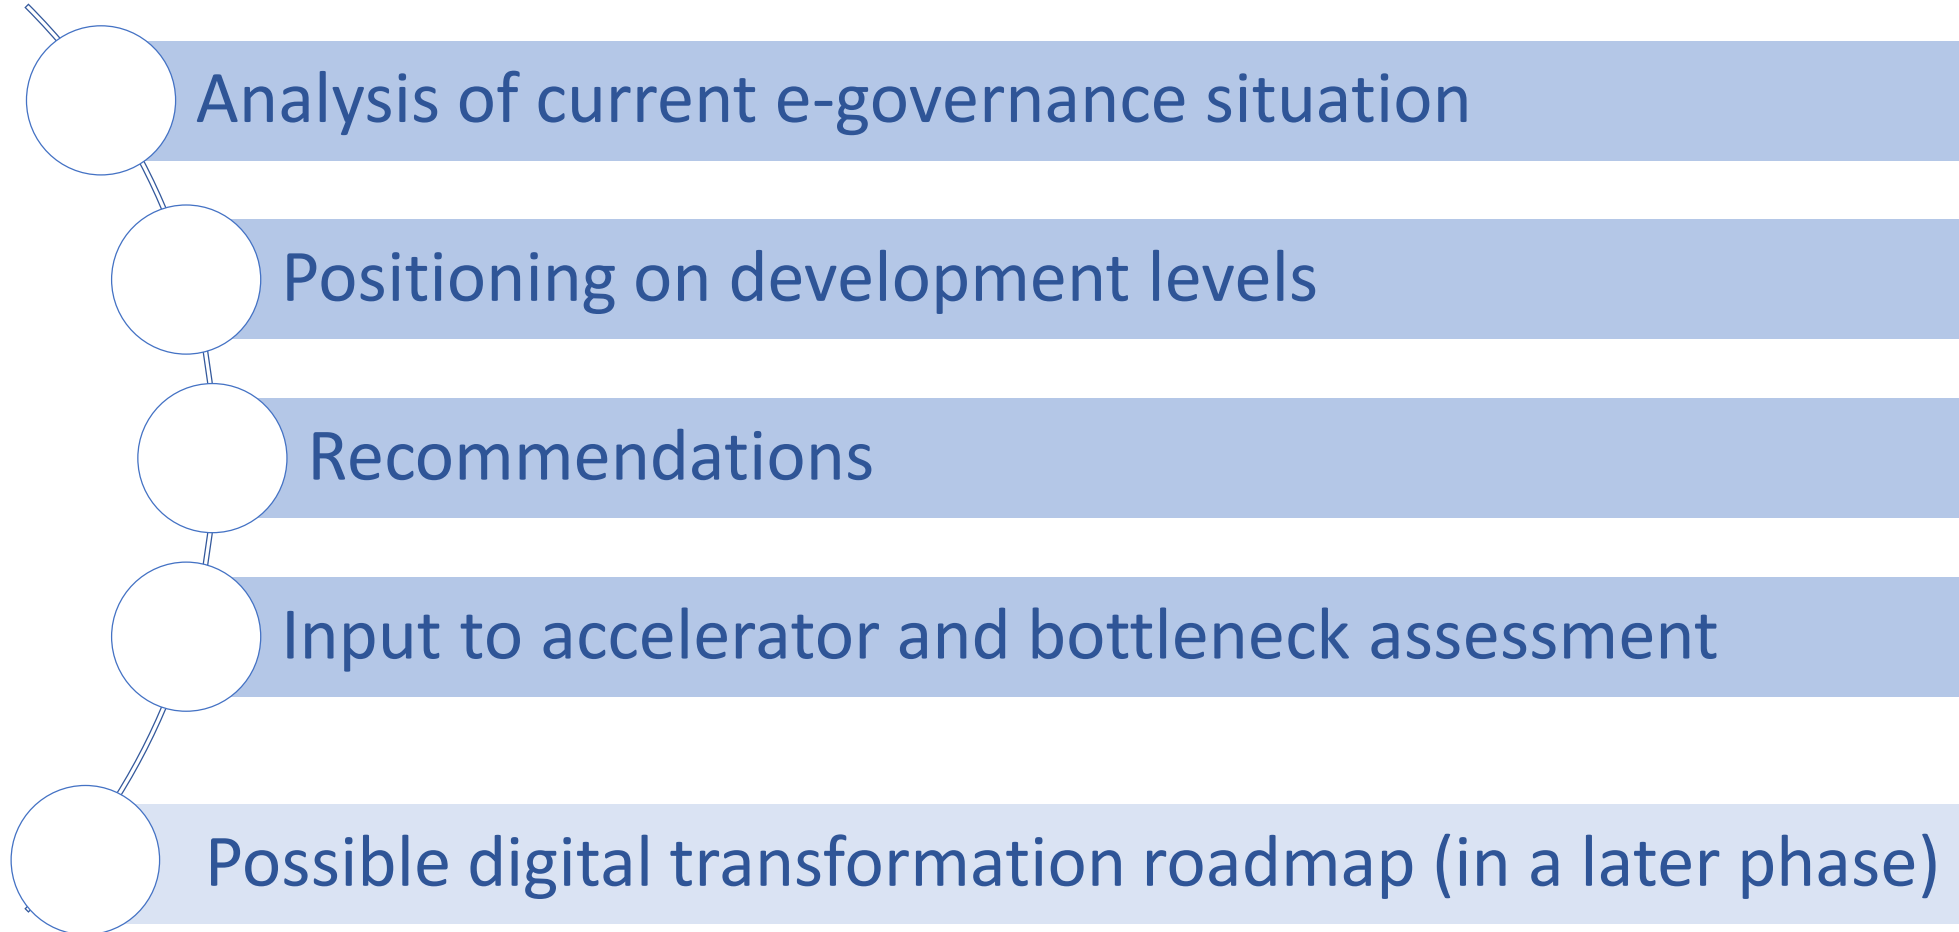 Analysis of current e-governance situation
Positioning on development levels
Recommendations
Input to accelerator and bottleneck assessment
Possible digital transformation roadmap (in a later phase)